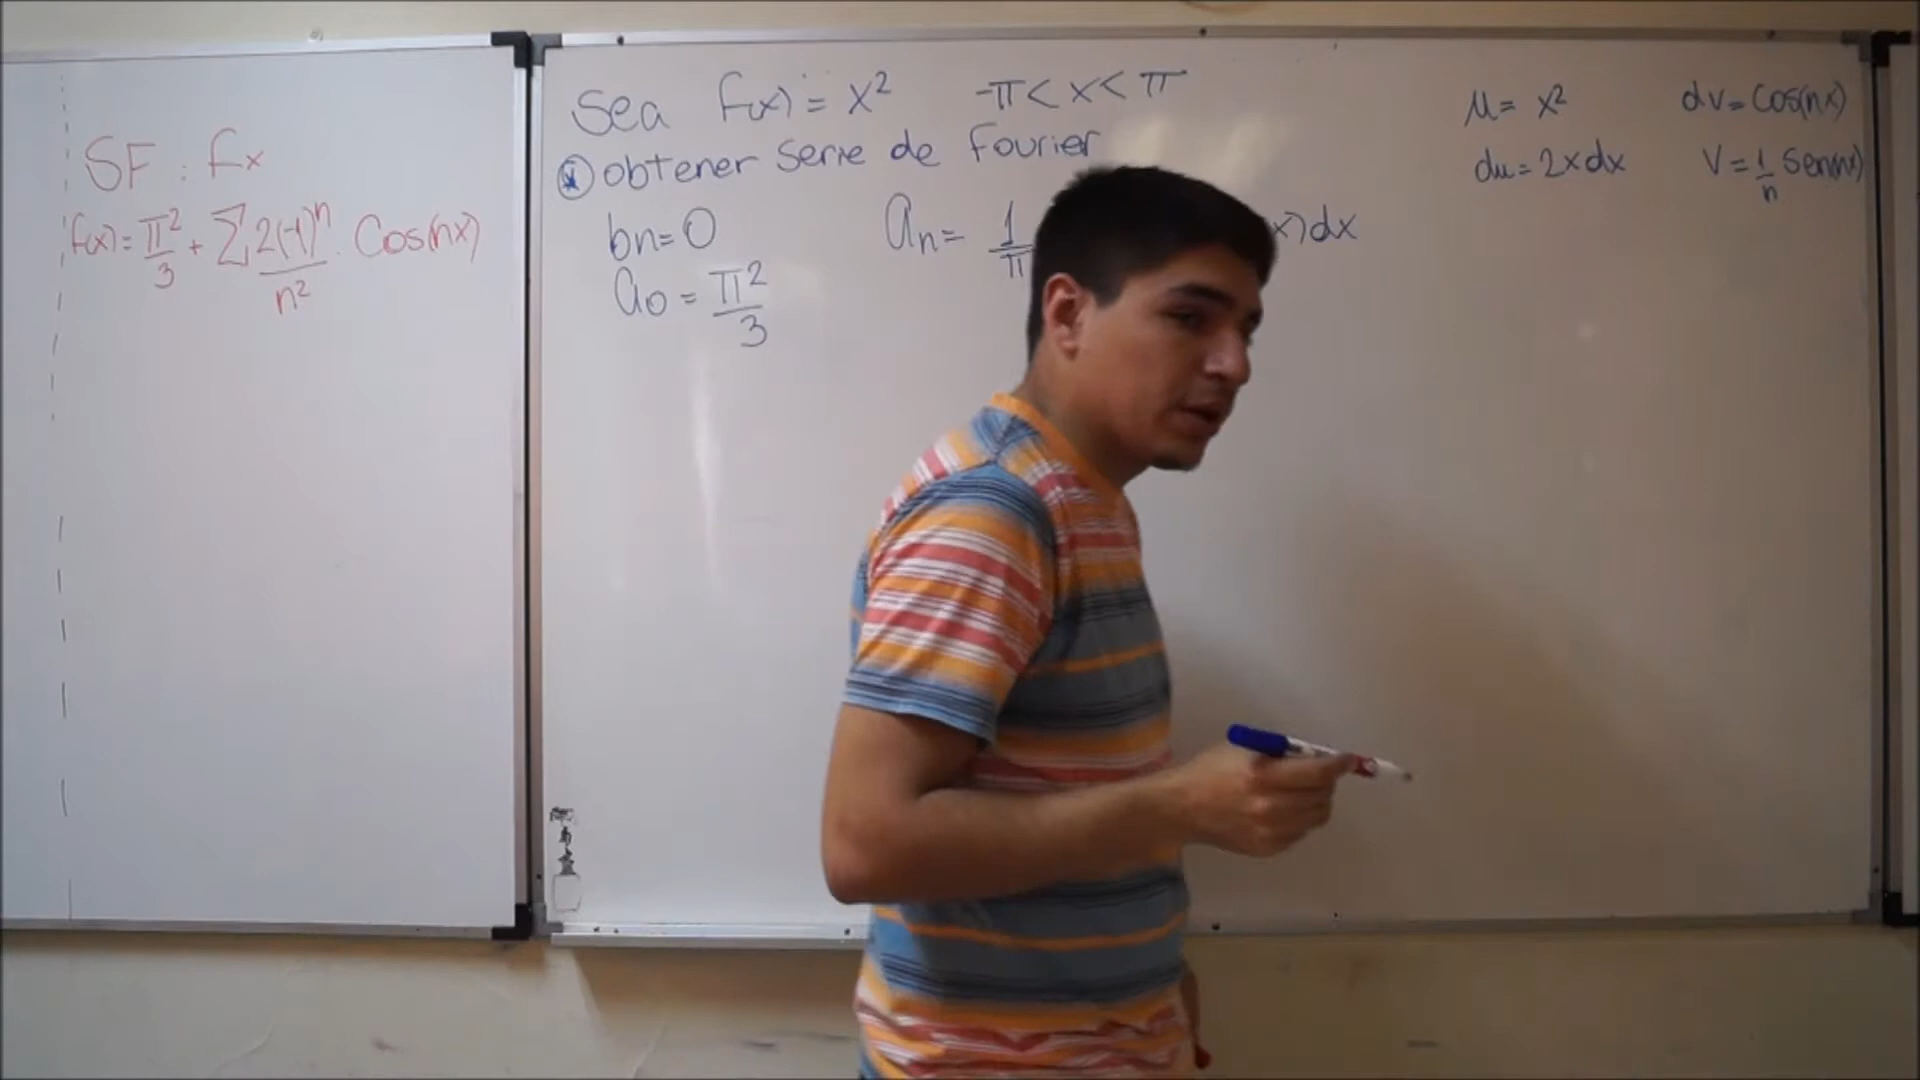 SF : fx
f(x) = π²/3 + Σ 2(-1)ⁿ/n² . Cos(nx)
Sea f(x) = x² -π < x < π
* obtener serie de fourier
bn = 0
a0 = π²/3
an = 1/π x)dx
μ = x² dv = Cos(nx)
du = 2x dx V = 1/n Sen(nx)